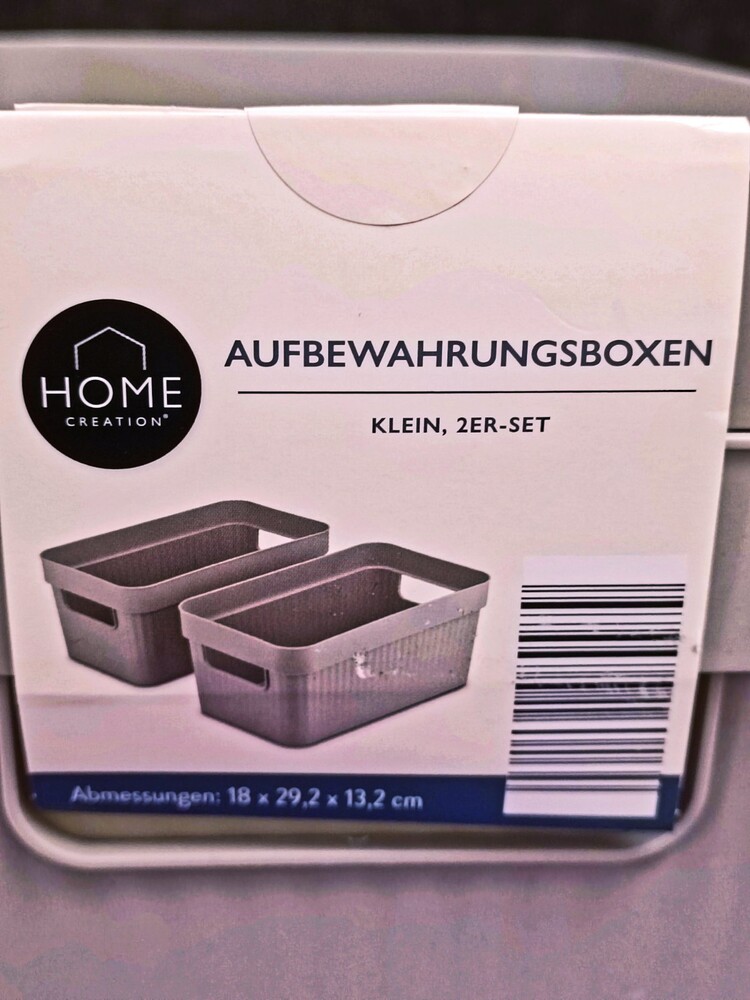 HOME
CREATION®
AUFBEWAHRUNGSBOXEN
KLEIN, 2ER-SET
Abmessungen: 18 x 29,2 x 13,2 cm